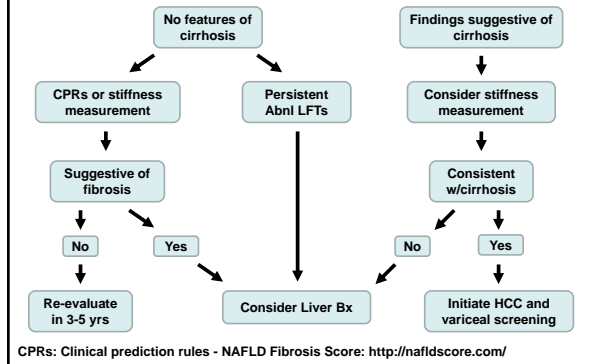 No features of
cirrhosis
Findings suggestive of
cirrhosis
CPRs or stiffness
measurement
Persistent
Abnl LFTs
Consider stiffness
measurement
Suggestive of
fibrosis
Consistent
w/cirrhosis
No
Yes
No
Yes
Re-evaluate
in 3-5 yrs
Consider Liver Bx
Initiate HCC and
variceal screening
CPRs: Clinical prediction rules - NAFLD Fibrosis Score: http://nafldscore.com/